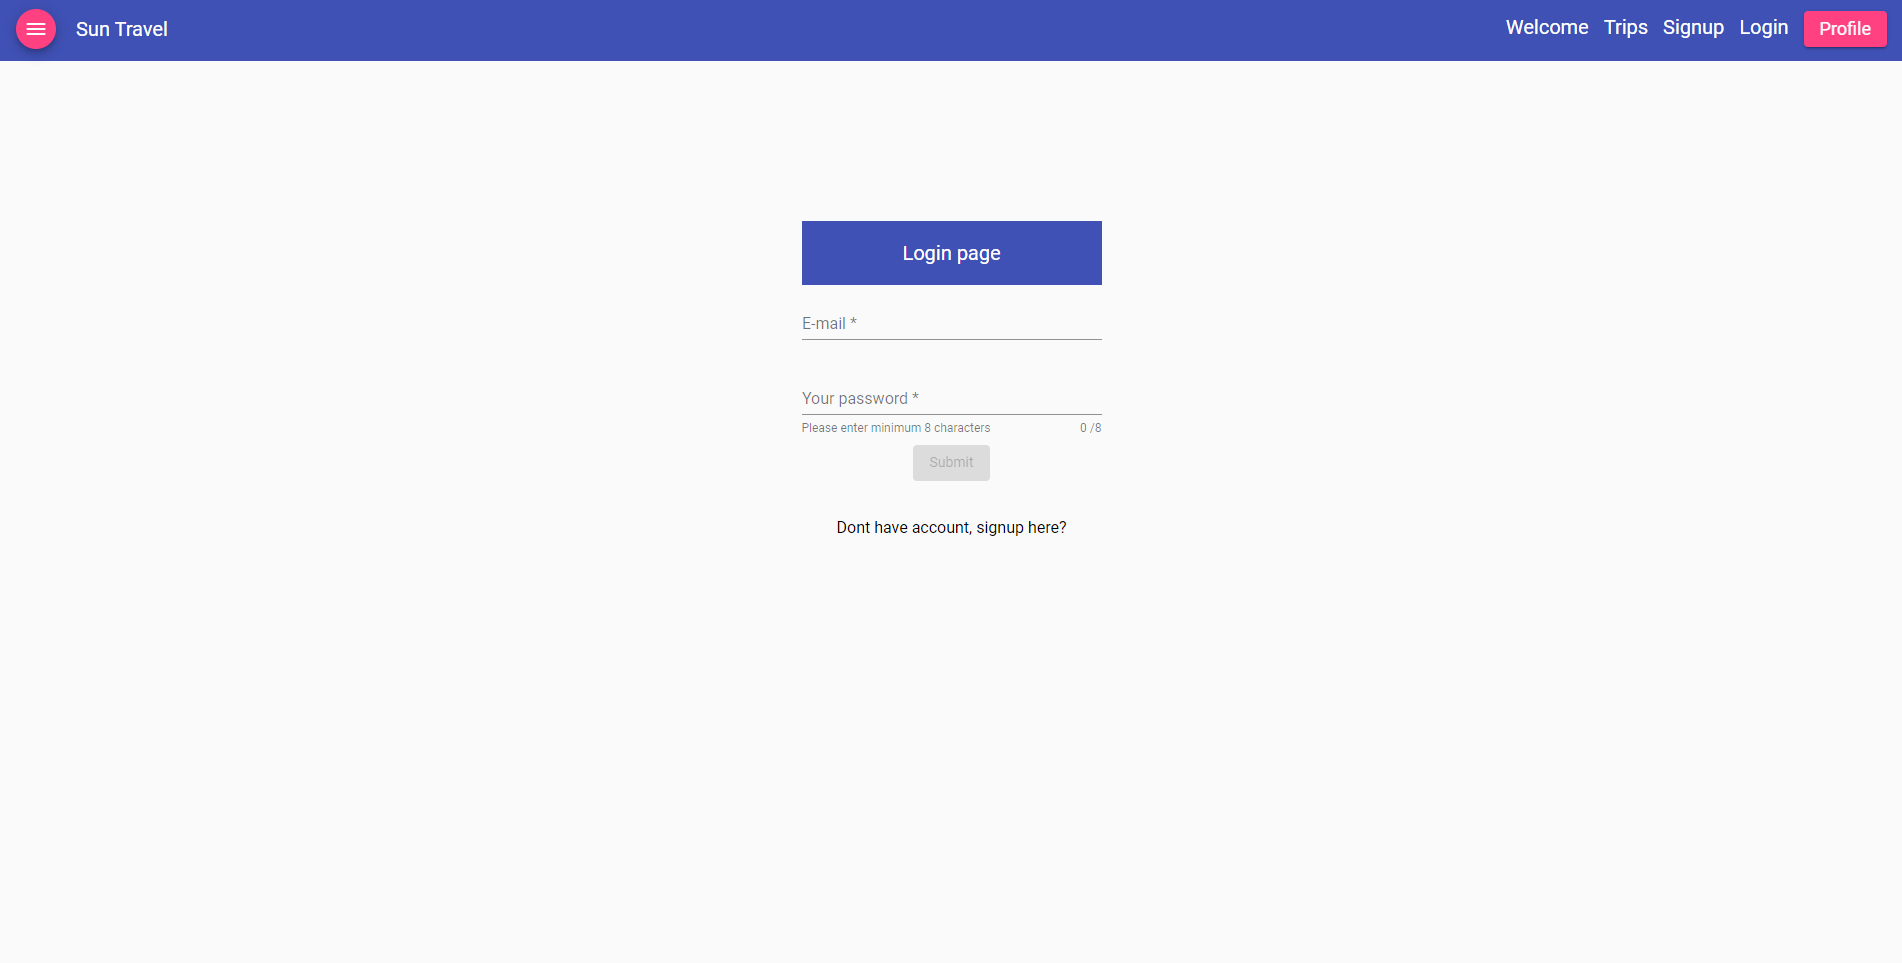 Sun Travel
Welcome Trips Signup Login Profile
Login page
E-mail *
Your password *
Please enter minimum 8 characters 0 /8
Submit
Dont have account, signup here?